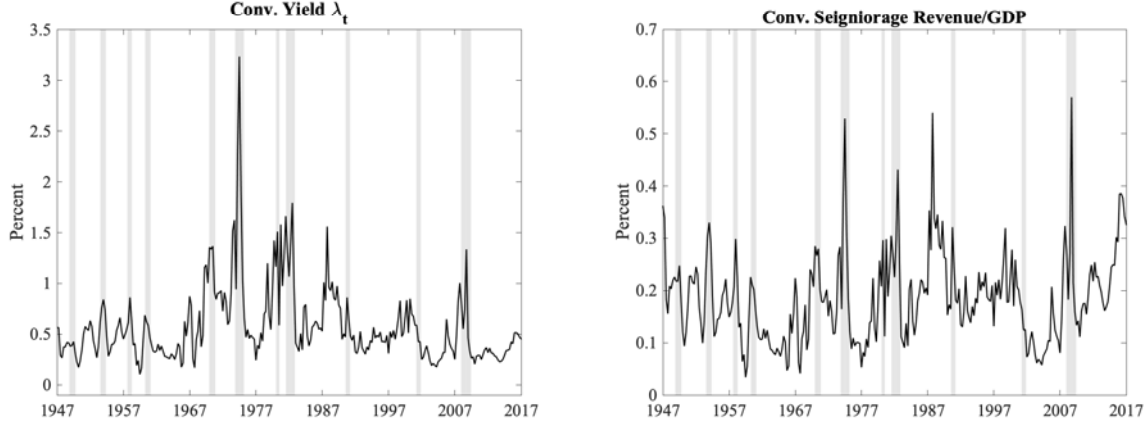 Conv. Yield λt
Percent
3.5
3
2.5
2
1.5
1
0.5
0
1947 1957 1967 1977 1987 1997 2007 2017
Conv. Seigniorage Revenue/GDP
Percent
0.7
0.6
0.5
0.4
0.3
0.2
0.1
0
1947 1957 1967 1977 1987 1997 2007 2017